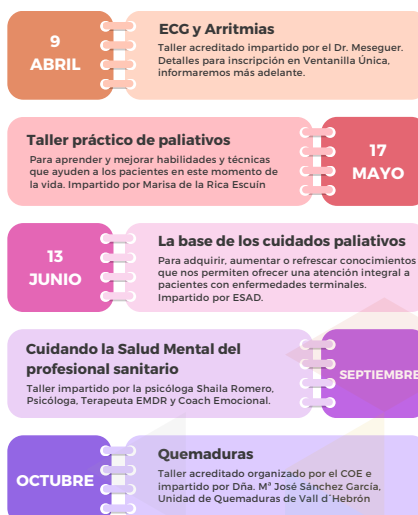 9
ABRIL
ECG y Arritmias
Taller acreditado impartido por el Dr. Meseguer.
Detalles para inscripción en Ventanilla Única,
informaremos más adelante.
Taller práctico de paliativos
Para aprender y mejorar habilidades y técnicas
que ayuden a los pacientes en este momento de
la vida. Impartido por Marisa de la Rica Escuín
17
MAYO
13
JUNIO
La base de los cuidados paliativos
Para adquirir, aumentar o refrescar conocimientos
que nos permiten ofrecer una atención integral a
pacientes con enfermedades terminales.
Impartido por ESAD.
Cuidando la Salud Mental del
profesional sanitario
Taller impartido por la psicóloga Shaila Romero,
Psicóloga, Terapeuta EMDR y Coach Emocional.
SEPTIEMBRE
OCTUBRE
Quemaduras
Taller acreditado organizado por el COE e
impartido por Dña. Mª José Sánchez García,
Unidad de Quemaduras de Vall d´Hebrón